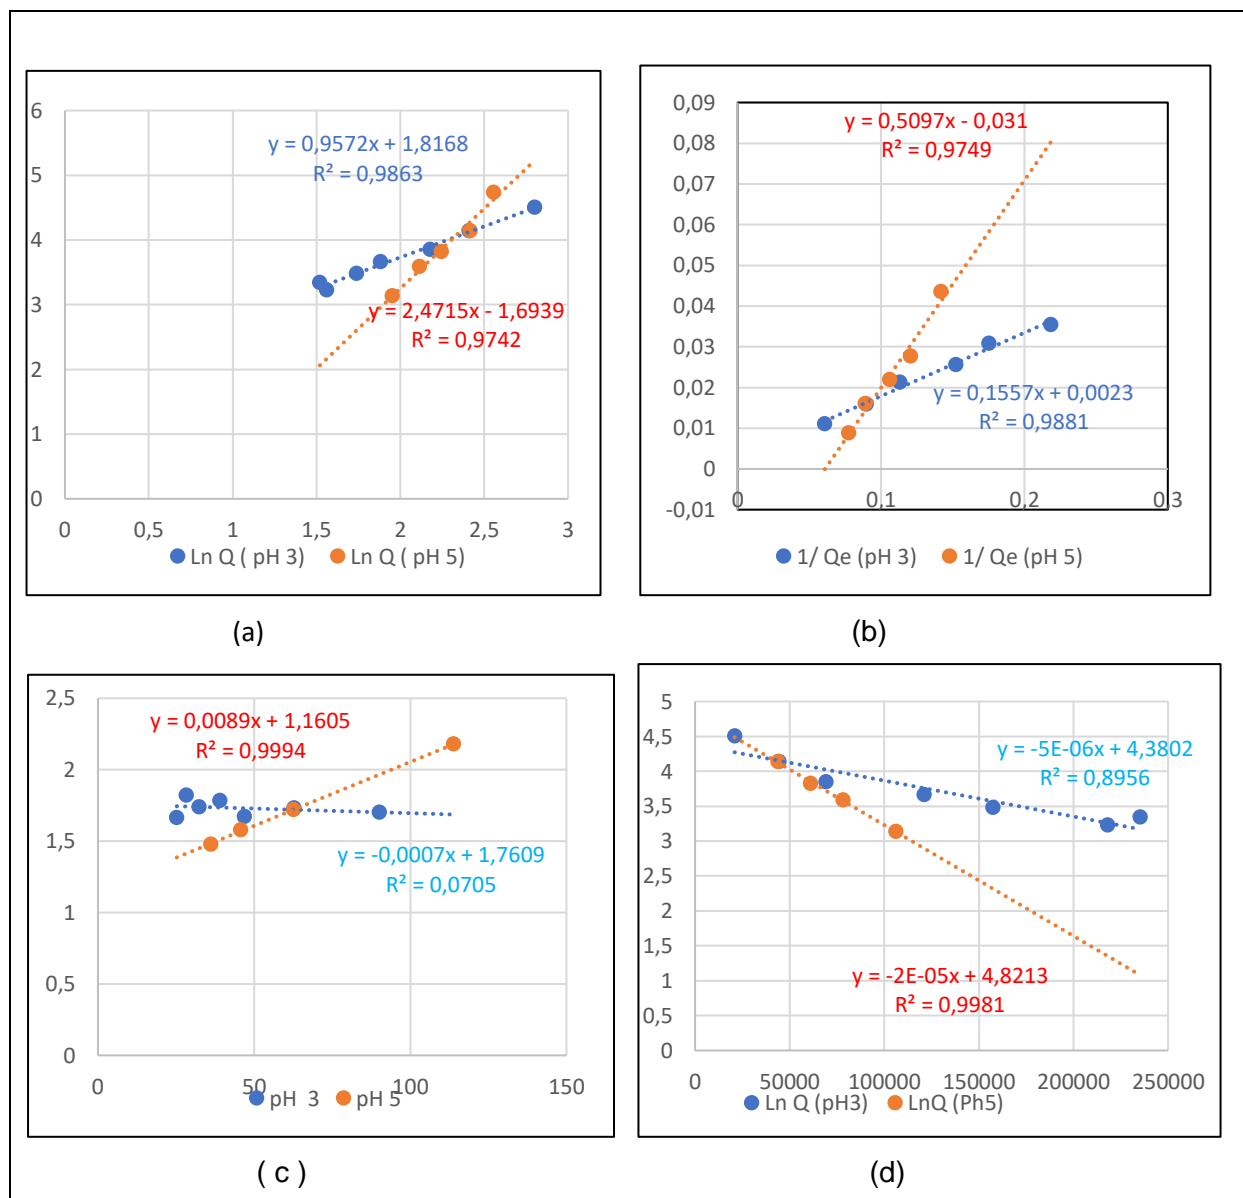 6
5
4
3
2
1
0
0
0,5
1
1,5
2
2,5
3
y = 0,9572x + 1,8168
R² = 0,9863
y = 2,4715x - 1,6939
R² = 0,9742
Ln Q ( pH 3)
Ln Q ( pH 5)
(a)
0,09
0,08
0,07
0,06
0,05
0,04
0,03
0,02
0,01
0
-0,01
0
0,1
0,2
0,3
y = 0,5097x - 0,031
R² = 0,9749
y = 0,1557x + 0,0023
R² = 0,9881
1/ Qe (pH 3)
1/ Qe (pH 5)
(b)
2,5
2
1,5
1
0,5
0
0
50
100
150
y = 0,0089x + 1,1605
R² = 0,9994
y = -0,0007x + 1,7609
R² = 0,0705
pH 3
pH 5
( c )
5
4,5
4
3,5
3
2,5
2
1,5
1
0,5
0
0
50000
100000
150000
200000
250000
y = -5E-06x + 4,3802
R² = 0,8956
y = -2E-05x + 4,8213
R² = 0,9981
Ln Q (pH3)
LnQ (Ph5)
(d)